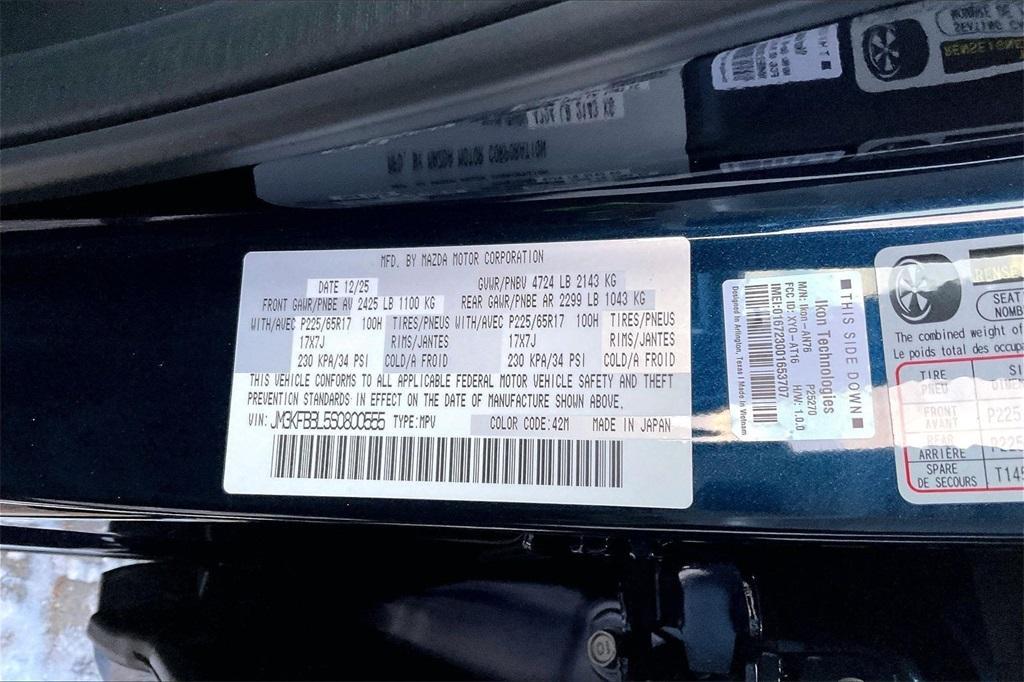 MFD. BY MAZDA MOTOR CORPORATION
DATE 12/25 GVWR/PNBV 4724 LB 2143 KG
FRONT GAWR/PNBE AV 2425 LB 1100 KG REAR GAWR/PNBE AR 2299 LB 1043 KG
WITH/AVEC P225/65R17 100H TIRES/PNEUS WITH/AVEC P225/65R17 100H TIRES/PNEUS
17X7J RIMS/JANTES 17X7J RIMS/JANTES
230 KPA/34 PSI COLD/A FROID 230 KPA/34 PSI COLD/A FROID
THIS VEHICLE CONFORMS TO ALL APPLICABLE FEDERAL MOTOR VEHICLE SAFETY AND THEFT
PREVENTION STANDARDS IN EFFECT ON THE DATE OF MANUFACTURE SHOWN ABOVE.
VIN: JM3KFBBL5S0800555 TYPE:MPV COLOR CODE:42M MADE IN JAPAN
THIS SIDE DOWN
Ikon Technologies
P25270
M/N: Ikon-AN76 H/W: 1.0.0
FCC ID: XYO-AT16
IMEI:016723001653707
Designed in Arlington, Texas | Made in Vietnam
SEAT
NOMB
The combined weight of
Le poids total des occupa
TIRE
PNEU
FRONT
AVANT P225
REAR
ARRIÈRE
SPARE
DE SECOURS